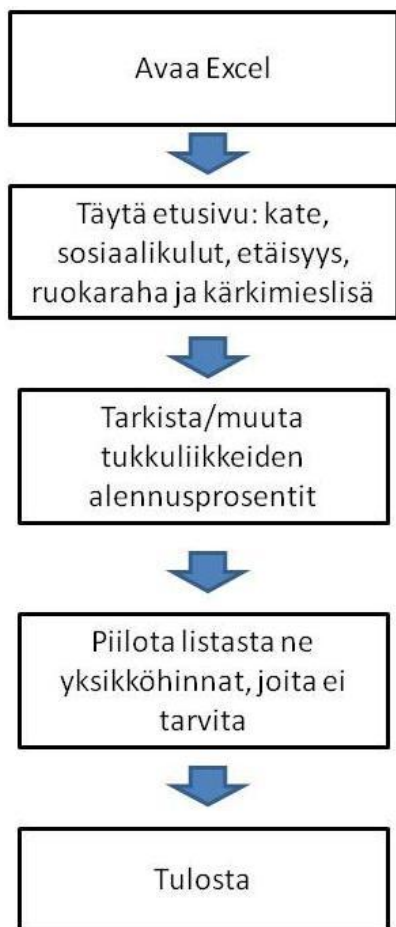 Avaa Excel
Täytä etusivu: kate,
sosiaalikulut, etäisyys,
ruokaraha ja kärkimieslisä
Tarkista/muuta
tukkuliikkeiden
alennusprosentit
Piilota listasta ne
yksikköhinnat, joita ei
tarvita
Tulosta